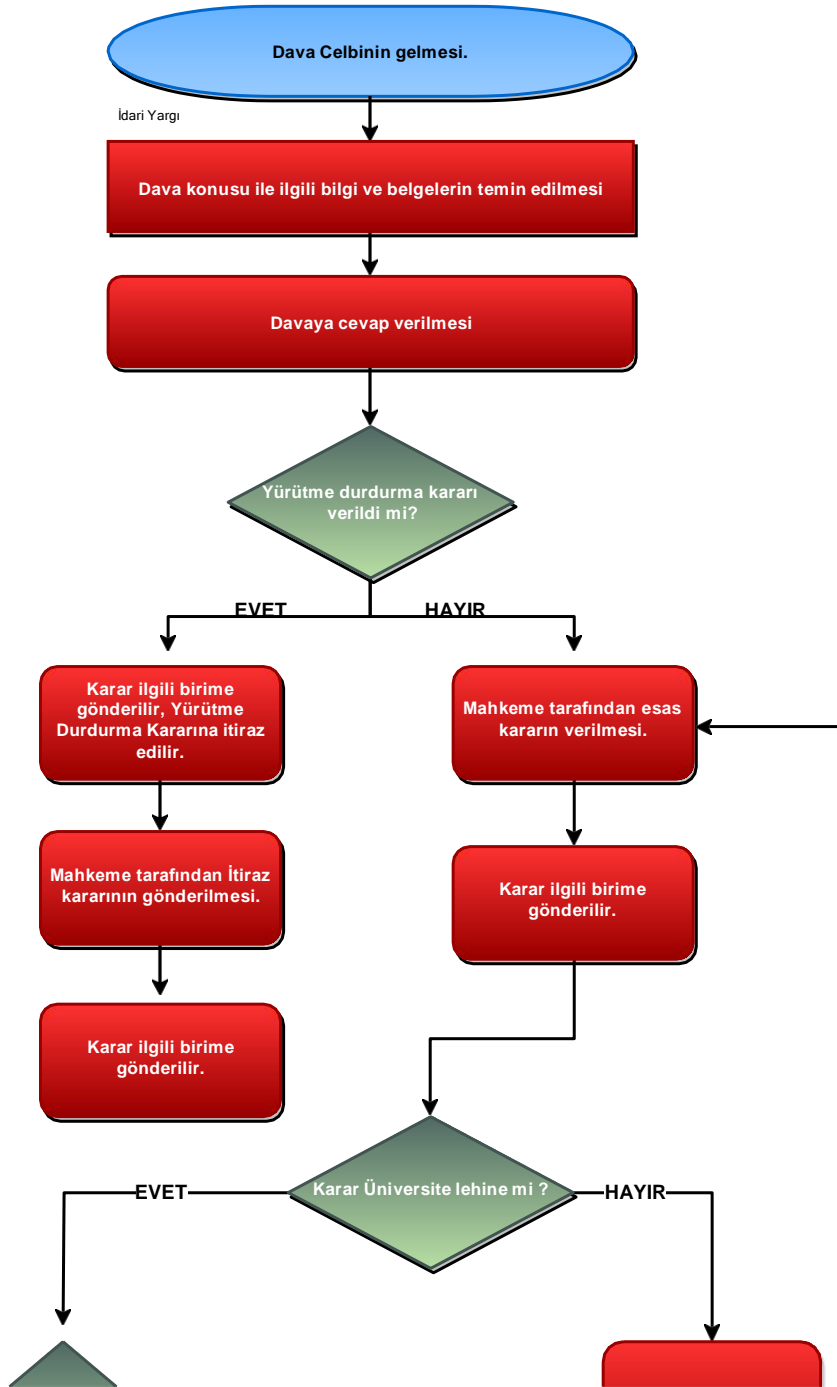 Dava Celbinin gelmesi.
İdari Yargı
Dava konusu ile ilgili bilgi ve belgelerin temin edilmesi
Davaya cevap verilmesi
Yürütme durdurma kararı
verildi mi?
EVET
HAYIR
Karar ilgili birime
gönderilir, Yürütme
Durdurma Kararına itiraz
edilir.
Mahkeme tarafından esas
kararın verilmesi.
Mahkeme tarafından İtiraz
kararının gönderilmesi.
Karar ilgili birime
gönderilir.
Karar ilgili birime
gönderilir.
Karar Üniversite lehine mi ?
EVET
HAYIR